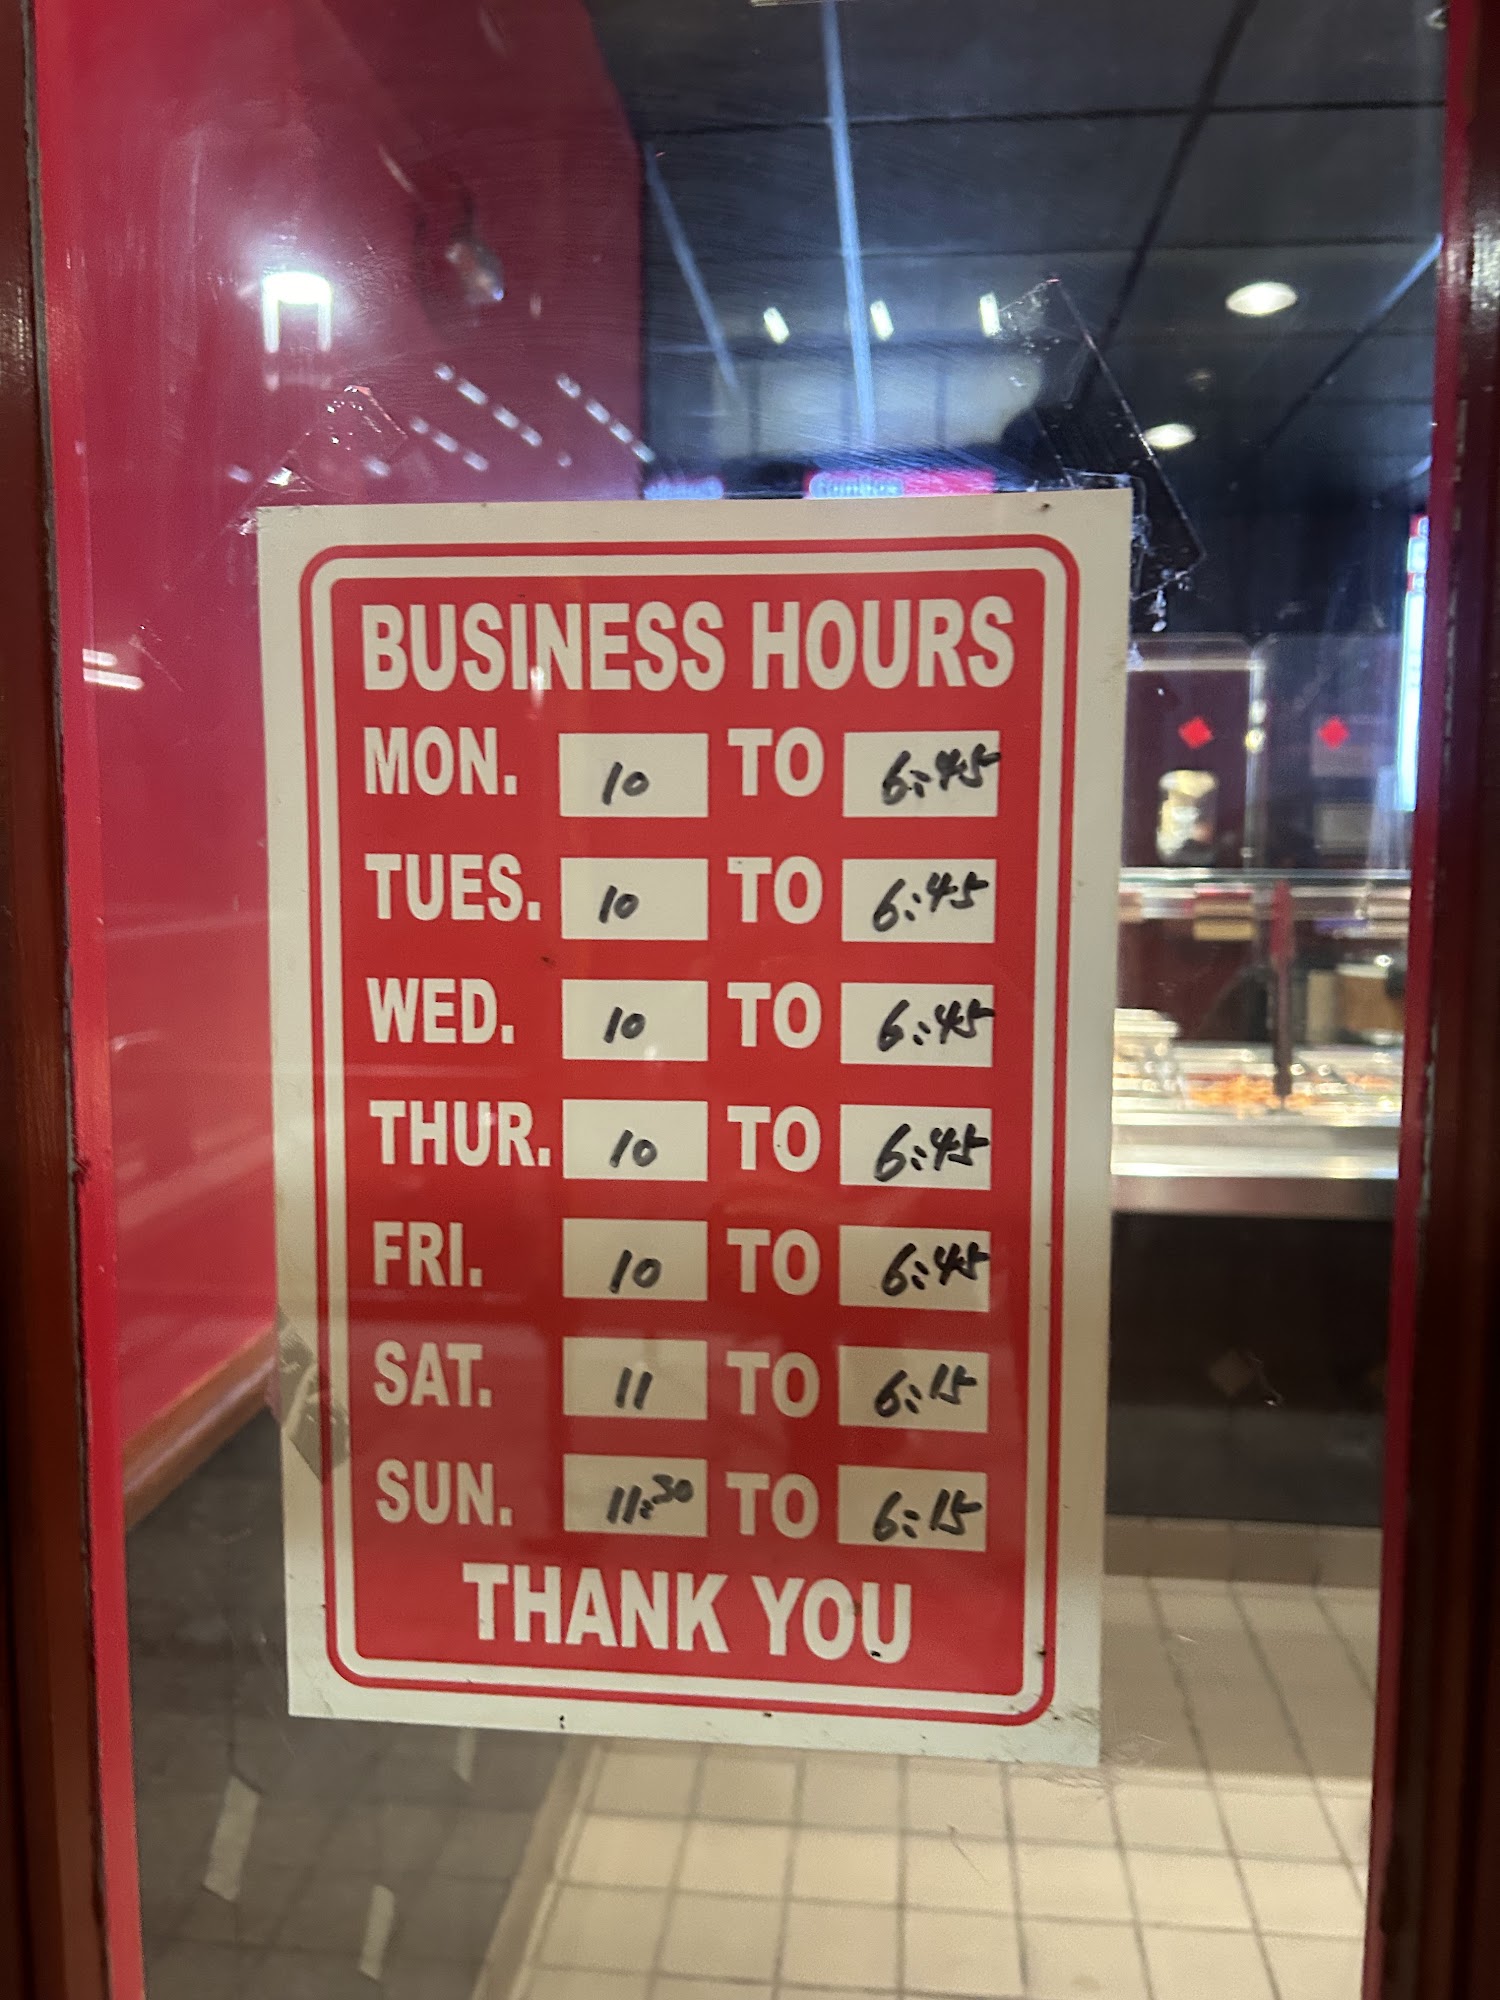 BUSINESS HOURS
MON. 10 TO 6:45
TUES. 10 TO 6:45
WED. 10 TO 6:45
THUR. 10 TO 6:45
FRI. 10 TO 6:45
SAT. 11 TO 6:15
SUN. 11:30 TO 6:15
THANK YOU